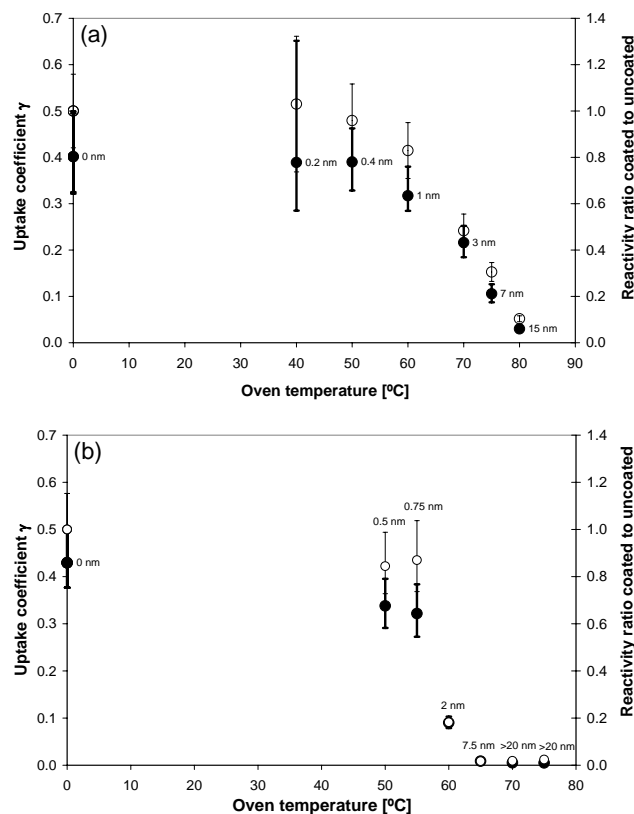 (a)
Uptake coefficient γ
0.7
0.6
0.5
0.4
0.3
0.2
0.1
0.0
0 nm
0.2 nm
0.4 nm
1 nm
3 nm
7 nm
15 nm
1.4
1.2
1.0
0.8
0.6
0.4
0.2
0.0
Reactivity ratio coated to uncoated
0 10 20 30 40 50 60 70 80 90
Oven temperature [ºC]
(b)
Uptake coefficient γ
0.7
0.6
0.5
0.4
0.3
0.2
0.1
0.0
0 nm
0.5 nm
0.75 nm
2 nm
7.5 nm
>20 nm
>20 nm
1.4
1.2
1.0
0.8
0.6
0.4
0.2
0.0
Reactivity ratio coated to uncoated
0 10 20 30 40 50 60 70 80
Oven temperature [ºC]